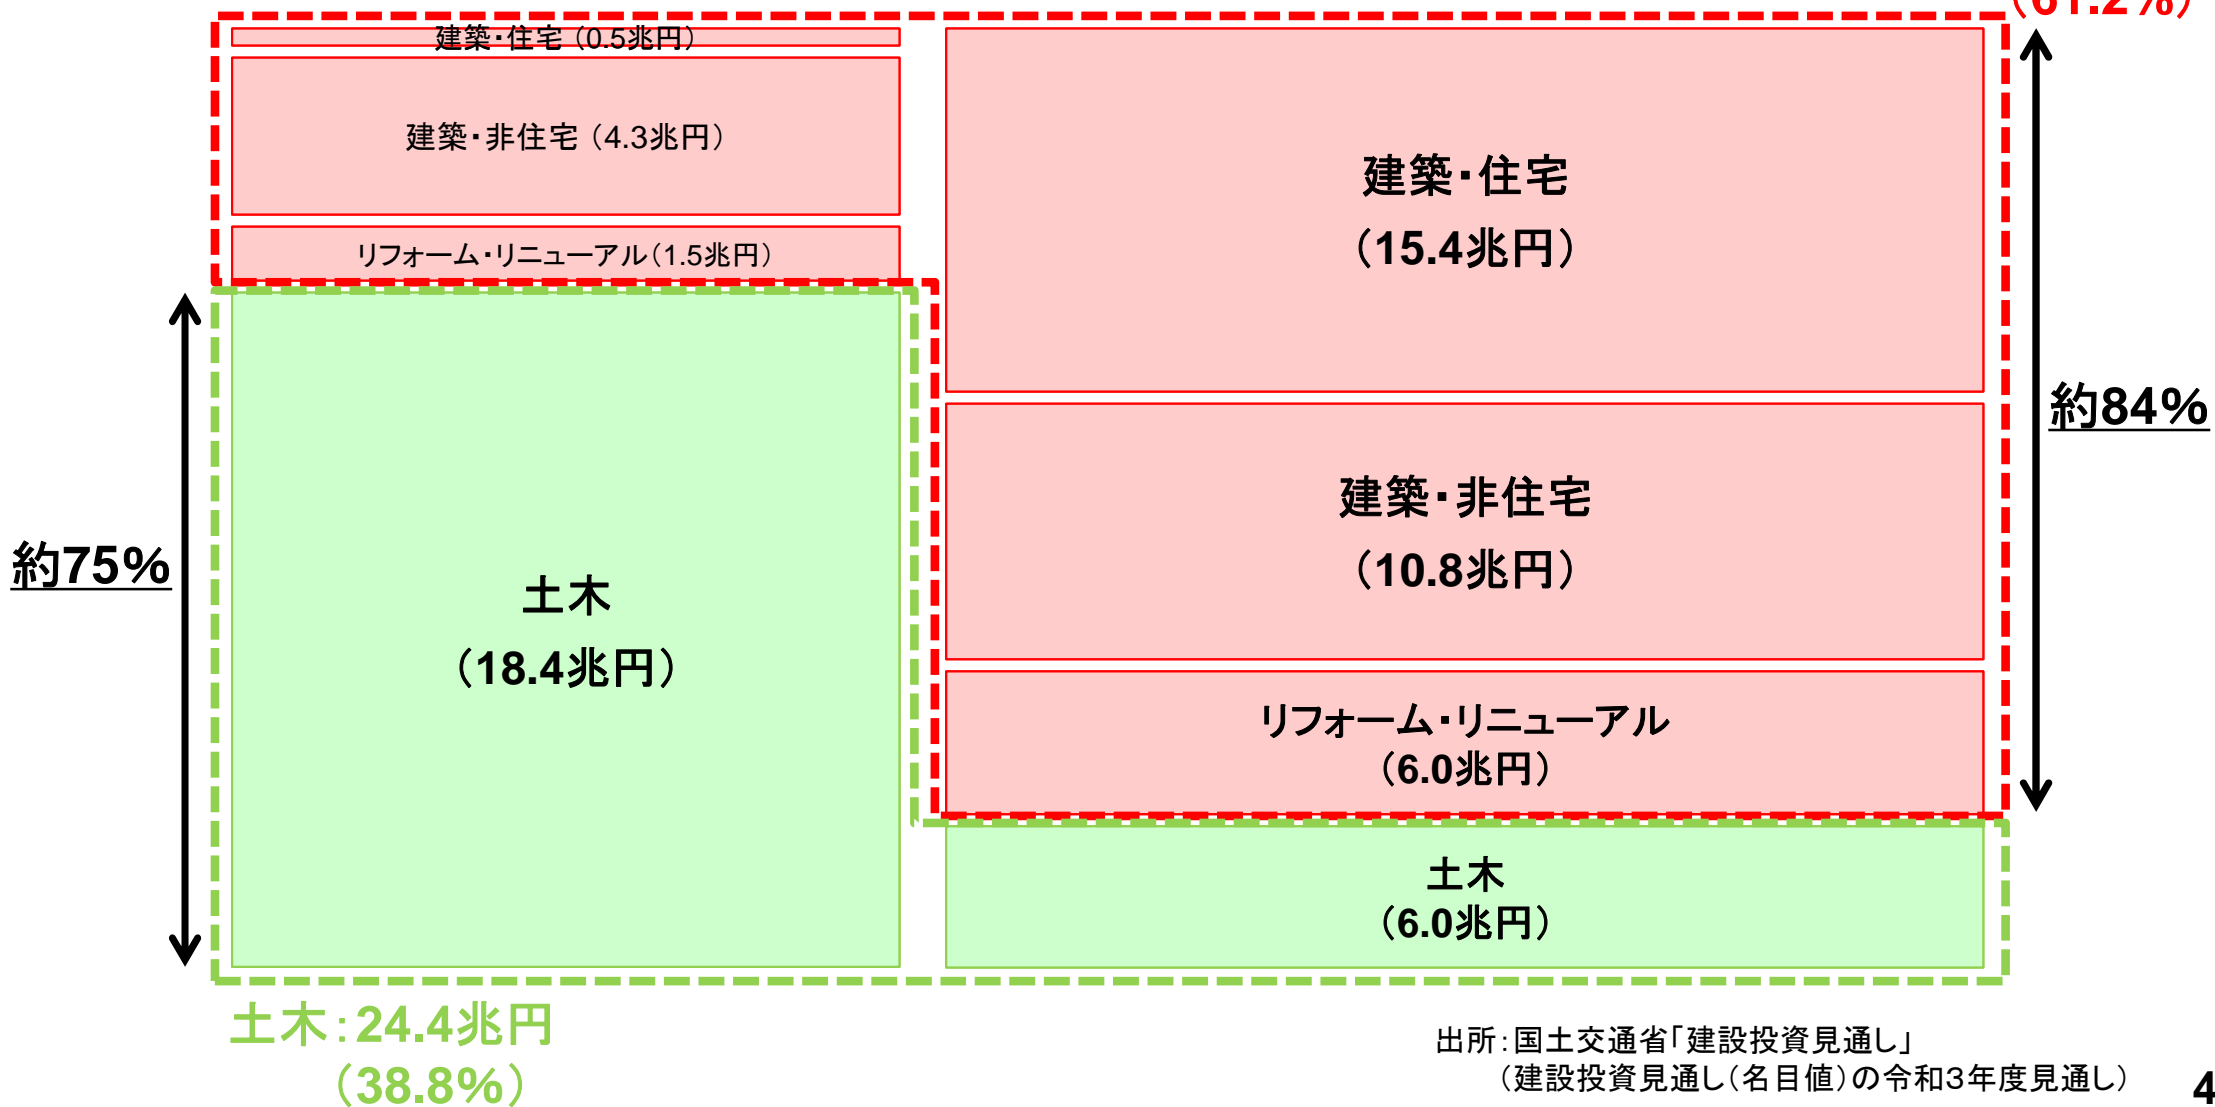 (61.2%)
建築・住宅（0.5兆円）
建築・非住宅（4.3兆円）
リフォーム・リニューアル（1.5兆円）
約75%
土木
（18.4兆円）
建築・住宅
（15.4兆円）
建築・非住宅
（10.8兆円）
リフォーム・リニューアル
（6.0兆円）
土木
（6.0兆円）
約84%
土木：24.4兆円
（38.8%）
出所：国土交通省「建設投資見通し」
（建設投資見通し（名目値）の令和3年度見通し）
4